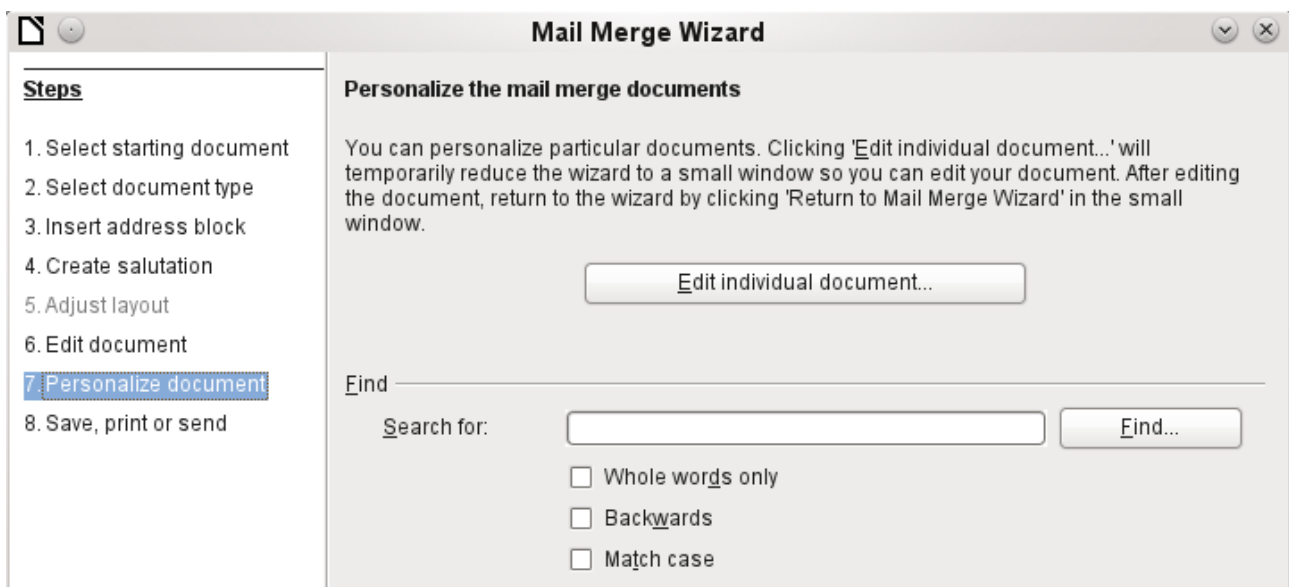 Mail Merge Wizard
Steps
1. Select starting document
2. Select document type
3. Insert address block
4. Create salutation
5. Adjust layout
6. Edit document
7. Personalize document
8. Save, print or send
Personalize the mail merge documents
You can personalize particular documents. Clicking 'Edit individual document...' will
temporarily reduce the wizard to a small window so you can edit your document. After editing
the document, return to the wizard by clicking 'Return to Mail Merge Wizard' in the small
window.
Edit individual document...
Find
Search for:
Find...
Whole words only
Backwards
Match case